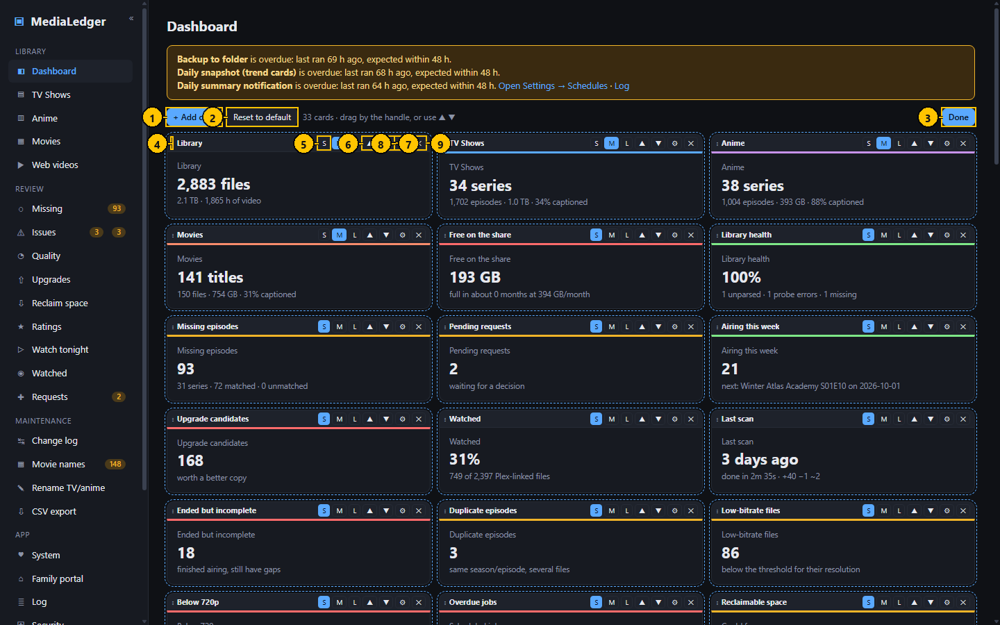 MediaLedger «
LIBRARY
Dashboard
TV Shows
Anime
Movies
Web videos
REVIEW
Missing 93
Issues 3 3
Quality
Upgrades
Reclaim space
Ratings
Watch tonight
Watched
Requests 2
MAINTENANCE
Change log
Movie names 148
Rename TV/anime
CSV export
APP
System
Family portal
Log
Security
Dashboard
Backup to folder is overdue: last ran 69 h ago, expected within 48 h.
Daily snapshot (trend cards) is overdue: last ran 68 h ago, expected within 48 h.
Daily summary notification is overdue: last ran 64 h ago, expected within 48 h. Open Settings → Schedules · Log
1 + Add 2 Reset to default 33 cards · drag by the handle, or use ▲ ▼ 3 Done
4 Library 5 S 6 8 7 9 TV Shows S M L ▲ ▼ ⚙ ✕ Anime S M L ▲ ▼ ⚙ ✕
Library TV Shows Anime
2,883 files 34 series 38 series
2.1 TB · 1,865 h of video 1,702 episodes · 1.0 TB · 34% captioned 1,004 episodes · 393 GB · 88% captioned
Movies S M L ▲ ▼ ⚙ ✕ Free on the share S M L ▲ ▼ ⚙ ✕ Library health S M L ▲ ▼ ⚙ ✕
Movies Free on the share Library health
141 titles 193 GB 100%
150 files · 754 GB · 31% captioned full in about 0 months at 394 GB/month 1 unparsed · 1 probe errors · 1 missing
Missing episodes S M L ▲ ▼ ⚙ ✕ Pending requests S M L ▲ ▼ ⚙ ✕ Airing this week S M L ▲ ▼ ⚙ ✕
Missing episodes Pending requests Airing this week
93 2 21
31 series · 72 matched · 0 unmatched waiting for a decision next: Winter Atlas Academy S01E10 on 2026-10-01
Upgrade candidates S M L ▲ ▼ ⚙ ✕ Watched S M L ▲ ▼ ⚙ ✕ Last scan S M L ▲ ▼ ⚙ ✕
Upgrade candidates Watched Last scan
168 31% 3 days ago
worth a better copy 749 of 2,397 Plex-linked files done in 2m 35s · +40 −1 ~2
Ended but incomplete S M L ▲ ▼ ⚙ ✕ Duplicate episodes S M L ▲ ▼ ⚙ ✕ Low-bitrate files S M L ▲ ▼ ⚙ ✕
Ended but incomplete Duplicate episodes Low-bitrate files
18 3 86
finished airing, still have gaps same season/episode, several files below the threshold for their resolution
Below 720p S M L ▲ ▼ ⚙ ✕ Overdue jobs S M L ▲ ▼ ⚙ ✕ Reclaimable space S M L ▲ ▼ ⚙ ✕